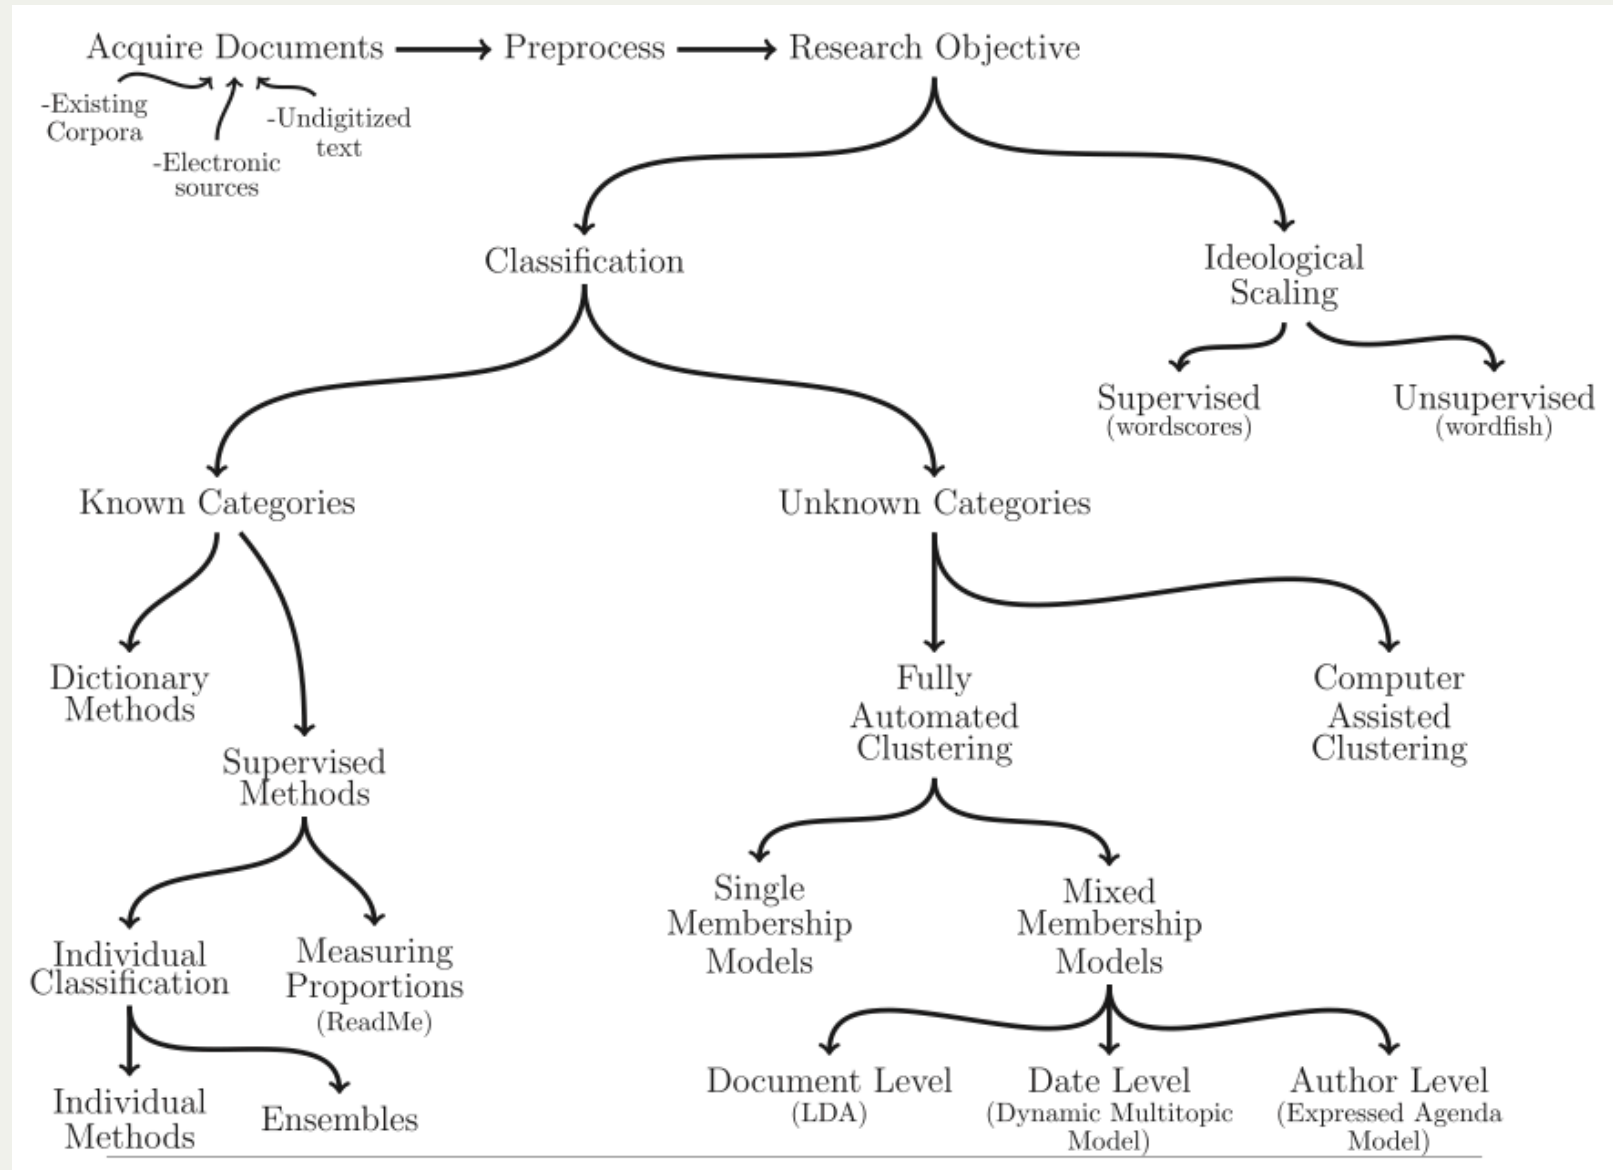 Acquire Documents
Preprocess
Research Objective
-Existing
Corpora
-Electronic
sources
-Undigitized
text
Classification
Ideological
Scaling
Supervised
(wordscores)
Unsupervised
(wordfish)
Known Categories
Unknown Categories
Dictionary
Methods
Supervised
Methods
Fully
Automated
Clustering
Computer
Assisted
Clustering
Individual
Classification
Measuring
Proportions
(ReadMe)
Single
Membership
Models
Mixed
Membership
Models
Individual
Methods
Ensembles
Document Level
(LDA)
Date Level
(Dynamic Multitopic
Model)
Author Level
(Expressed Agenda
Model)